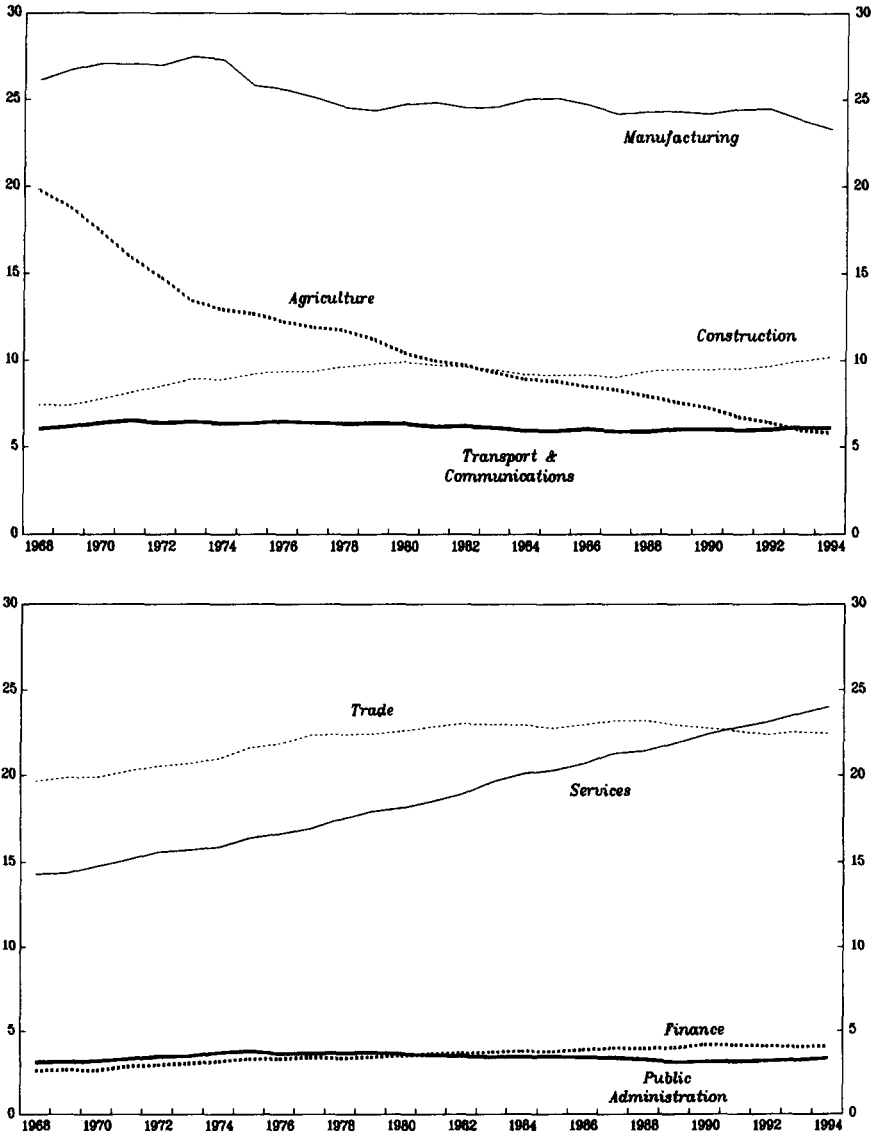 30 30
25 25
Manufacturing
20 20
15 15
Agriculture
Construction
10 10
5 5
Transport &
Communications
0 0
1968 1970 1972 1974 1976 1978 1980 1982 1984 1986 1988 1990 1992 1994
30 30
25 25
Trade
20 20
Services
15 15
10 10
5 5
Finance
Public
Administration
0 0
1968 1970 1972 1974 1976 1978 1980 1982 1984 1986 1988 1990 1992 1994